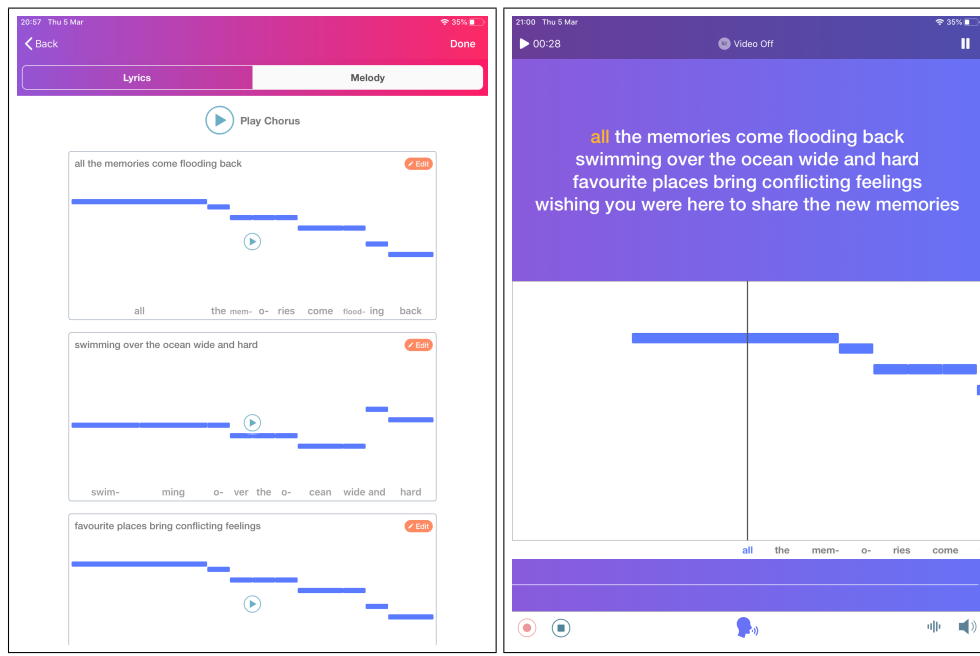 20:57 Thu 5 Mar
35%
Back
Done
Lyrics
Melody
Play Chorus
all the memories come flooding back
Edit
all the mem- o- ries come flood- ing back
swimming over the ocean wide and hard
Edit
swim- ming o- ver the o- cean wide and hard
favourite places bring conflicting feelings
Edit
21:00 Thu 5 Mar
35%
00:28
Video Off
all the memories come flooding back
swimming over the ocean wide and hard
favourite places bring conflicting feelings
wishing you were here to share the new memories
all the mem- o- ries come